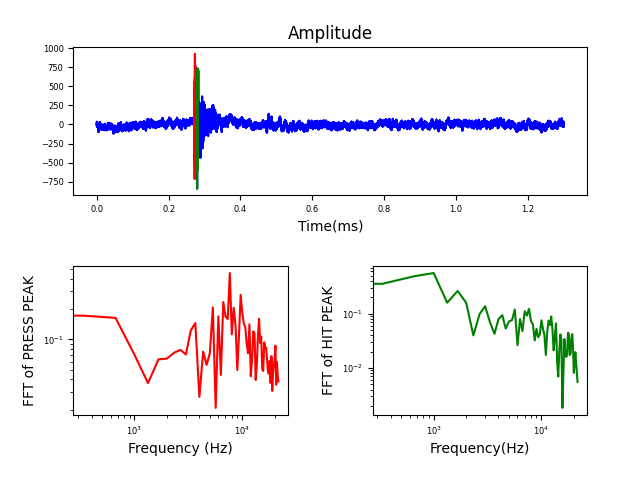 Amplitude
1000
750
500
250
0
−250
−500
−750
0.0 0.2 0.4 0.6 0.8 1.0 1.2
Time(ms)
FFT of PRESS PEAK
10⁻¹
10³ 10⁴
Frequency (Hz)
FFT of HIT PEAK
10⁻¹
10⁻²
10³ 10⁴
Frequency(Hz)